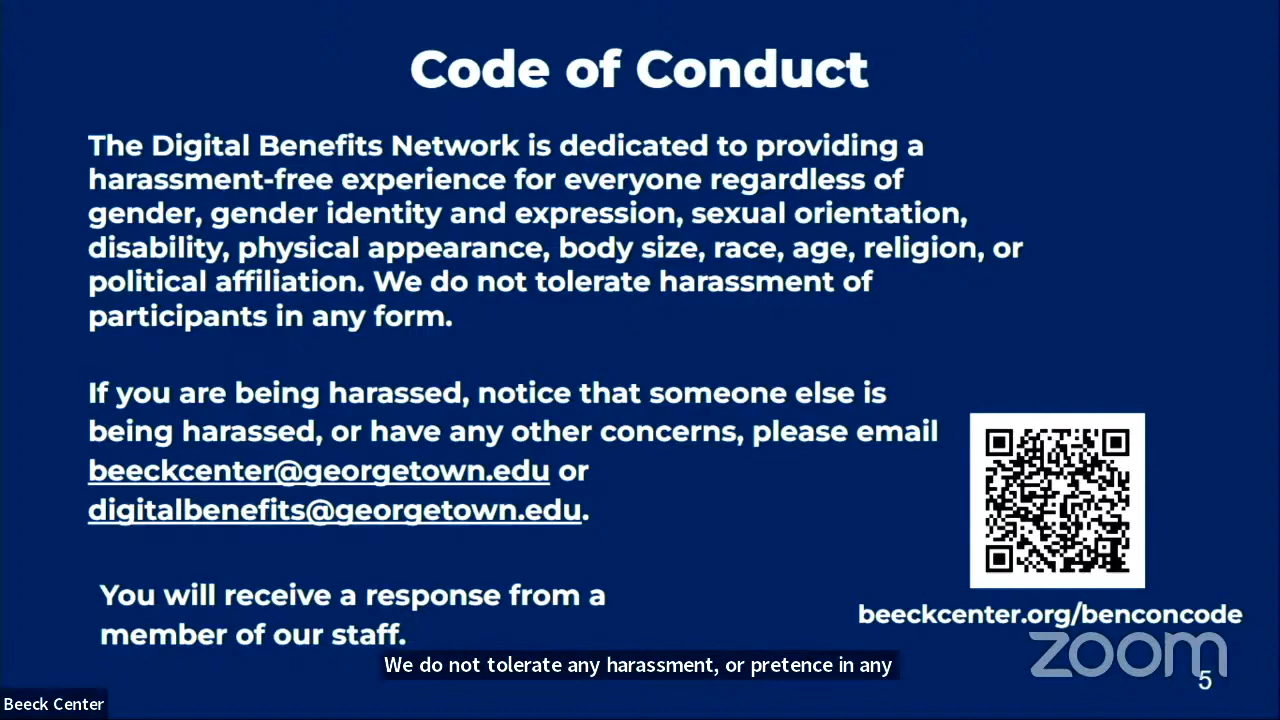 Code of Conduct
The Digital Benefits Network is dedicated to providing a
harassment-free experience for everyone regardless of
gender, gender identity and expression, sexual orientation,
disability, physical appearance, body size, race, age, religion, or
political affiliation. We do not tolerate harassment of
participants in any form.
If you are being harassed, notice that someone else is
being harassed, or have any other concerns, please email
beeckcenter@georgetown.edu or
digitalbenefits@georgetown.edu.
You will receive a response from a
member of our staff.
beeckcenter.org/benconcode
We do not tolerate any harassment, or pretence in any
zoom
5
Beeck Center